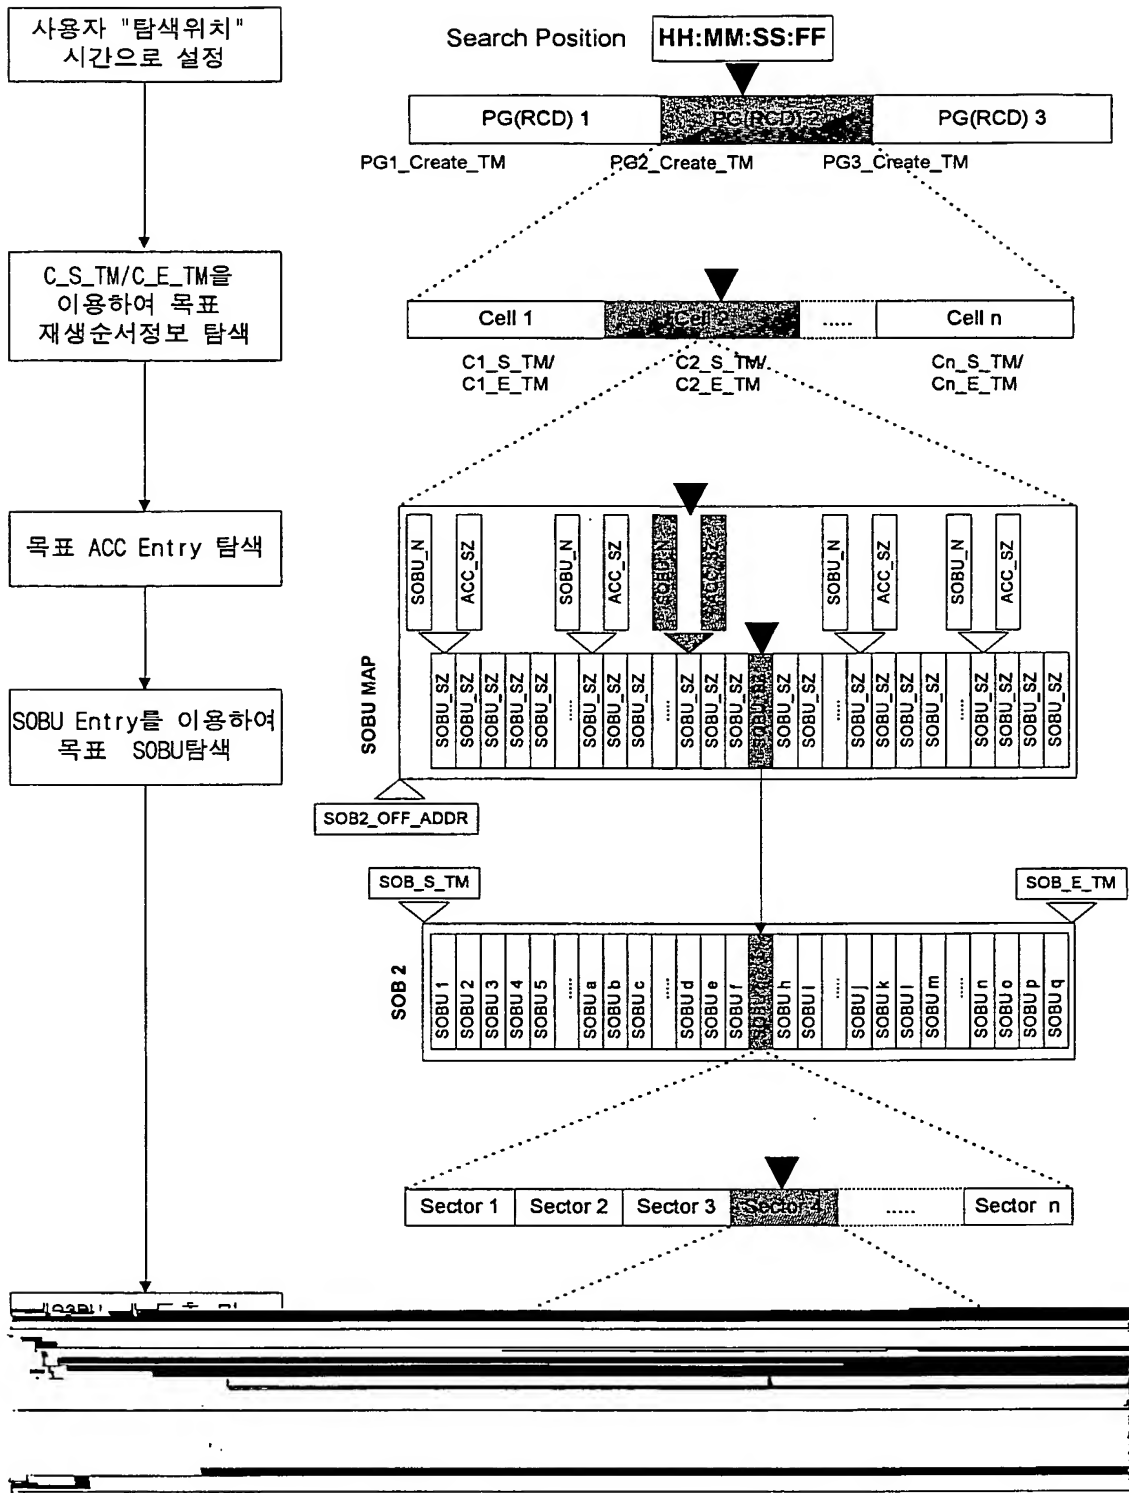 사용자 "탐색위치"
시간으로 설정
Search Position
HH:MM:SS:FF
PG(RCD) 1
PG(RCD) 2
PG(RCD) 3
PG1_Create_TM
PG2_Create_TM
PG3_Create_TM
C_S_TM/C_E_TM을
이용하여 목표
재생순서정보 탐색
Cell 1
Cell 2
.....
Cell n
C1_S_TM/
C1_E_TM
C2_S_TM/
C2_E_TM
Cn_S_TM/
Cn_E_TM
목표 ACC Entry 탐색
SOBU_N
ACC_SZ
SOBU_N
ACC_SZ
SOBU_N
ACC_SZ
SOBU_N
ACC_SZ
SOBU_N
ACC_SZ
SOBU Entry를 이용하여
목표 SOBU탐색
SOBU MAP
SOBU_SZ
SOBU_SZ
SOBU_SZ
SOBU_SZ
SOBU_SZ
.....
SOBU_SZ
SOBU_SZ
SOBU_SZ
.....
SOBU_SZ
SOBU_SZ
SOBU_SZ
SOBU_SZ
SOBU_SZ
SOBU_SZ
.....
SOBU_SZ
SOBU_SZ
SOBU_SZ
SOBU_SZ
.....
SOBU_SZ
SOBU_SZ
SOBU_SZ
SOBU_SZ
SOB2_OFF_ADDR
SOB_S_TM
SOB_E_TM
SOB 2
SOBU 1
SOBU 2
SOBU 3
SOBU 4
SOBU 5
.....
SOBU a
SOBU b
SOBU c
.....
SOBU d
SOBU e
SOBU f
SOBU
SOBU h
SOBU i
.....
SOBU j
SOBU k
SOBU l
SOBU m
.....
SOBU n
SOBU o
SOBU p
SOBU q
Sector 1
Sector 2
Sector 3
Sector 4
.....
Sector n